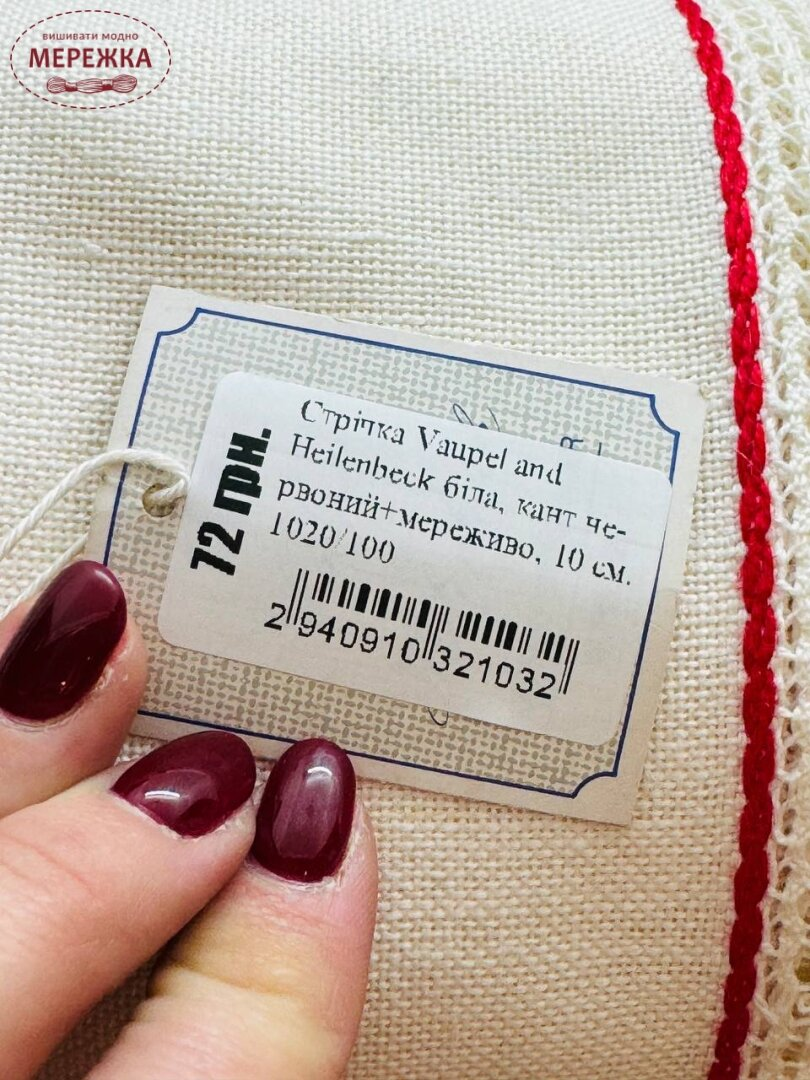 вишивати модно
МЕРЕЖКА
72 грн.
Стрічка Vaupel and
Heilenbeck біла, кант че-
рвоний+мереживо, 10 см.
1020/100
2 940910 321032